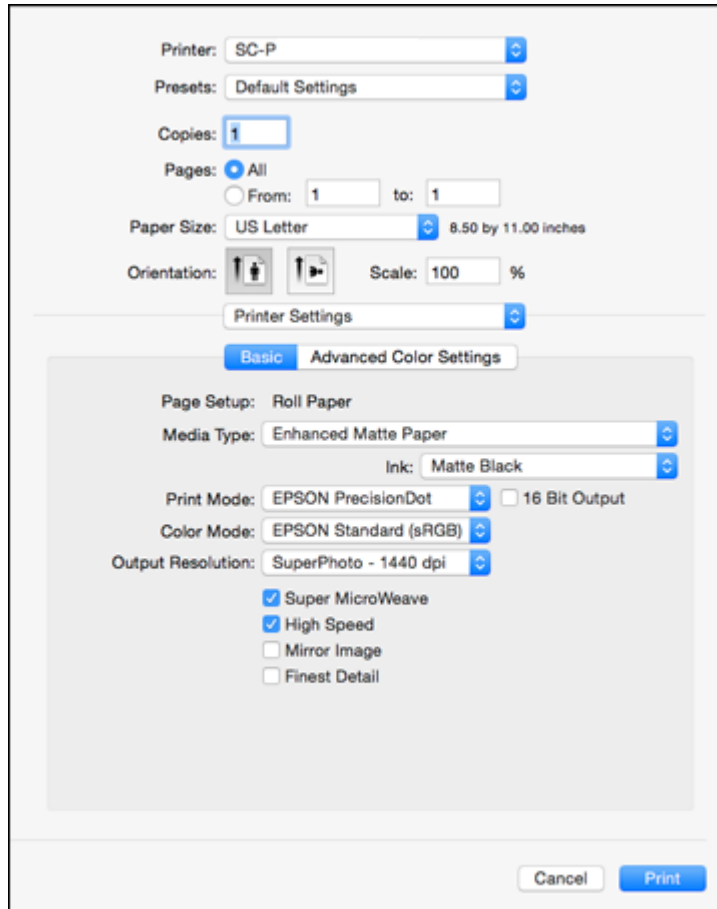 Printer: SC-P
Presets: Default Settings
Copies: 1
Pages: All
From: 1 to: 1
Paper Size: US Letter 8.50 by 11.00 inches
Orientation: Scale: 100 %
Printer Settings
Basic Advanced Color Settings
Page Setup: Roll Paper
Media Type: Enhanced Matte Paper
Ink: Matte Black
Print Mode: EPSON PrecisionDot 16 Bit Output
Color Mode: EPSON Standard (sRGB)
Output Resolution: SuperPhoto - 1440 dpi
Super MicroWeave
High Speed
Mirror Image
Finest Detail
Cancel Print